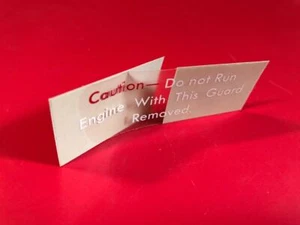 Caution — Do not Run
Engine With This Guard
Removed.